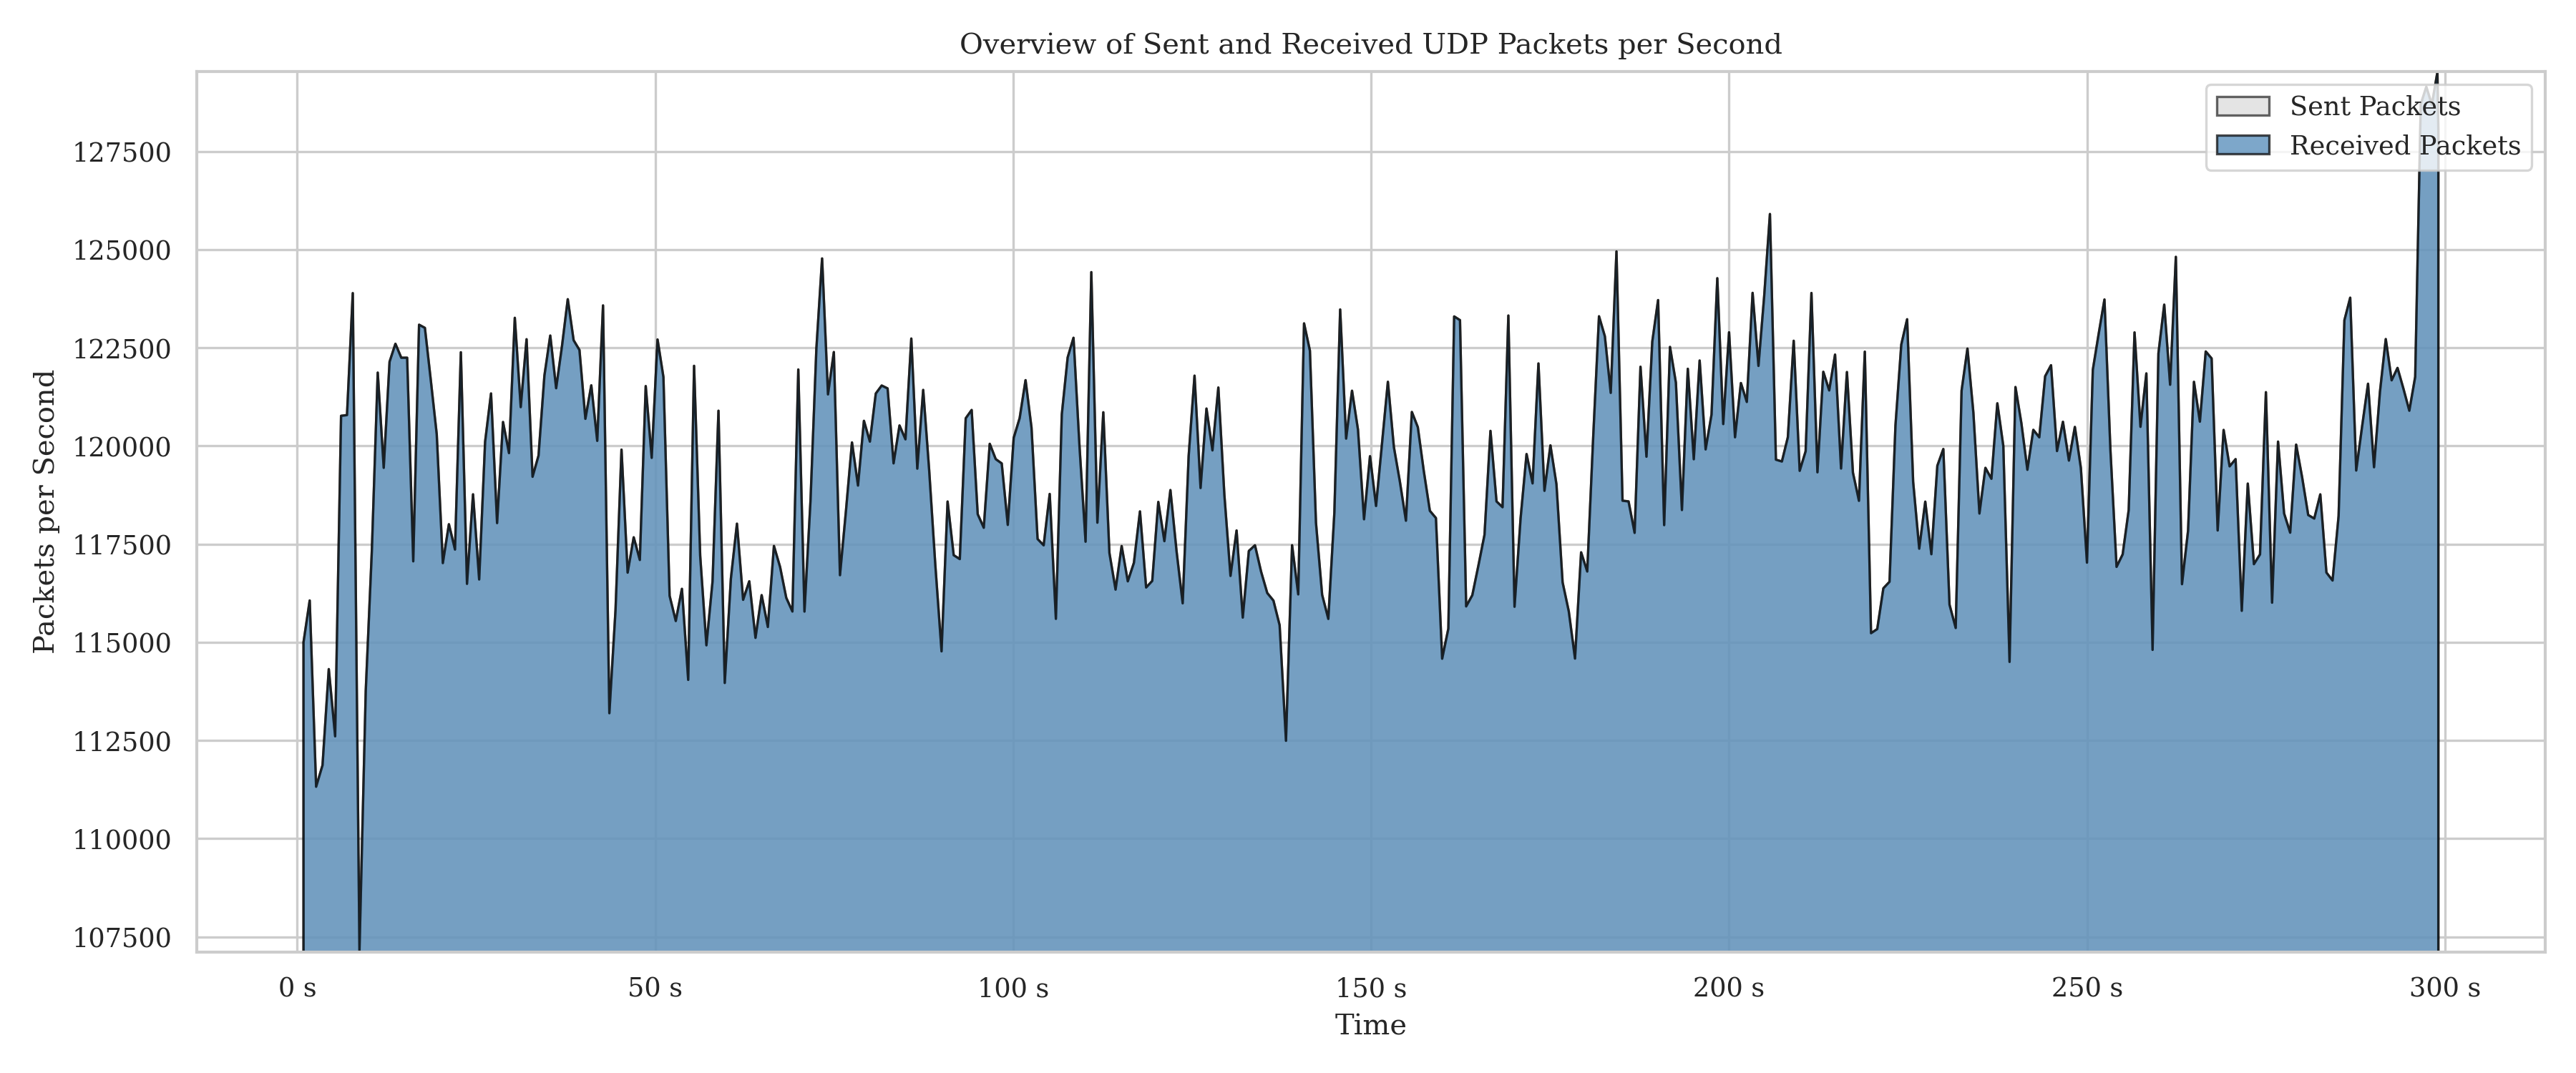 Overview of Sent and Received UDP Packets per Second
Sent Packets
Received Packets
Packets per Second
127500
125000
122500
120000
117500
115000
112500
110000
107500
0 s
50 s
100 s
150 s
200 s
250 s
300 s
Time